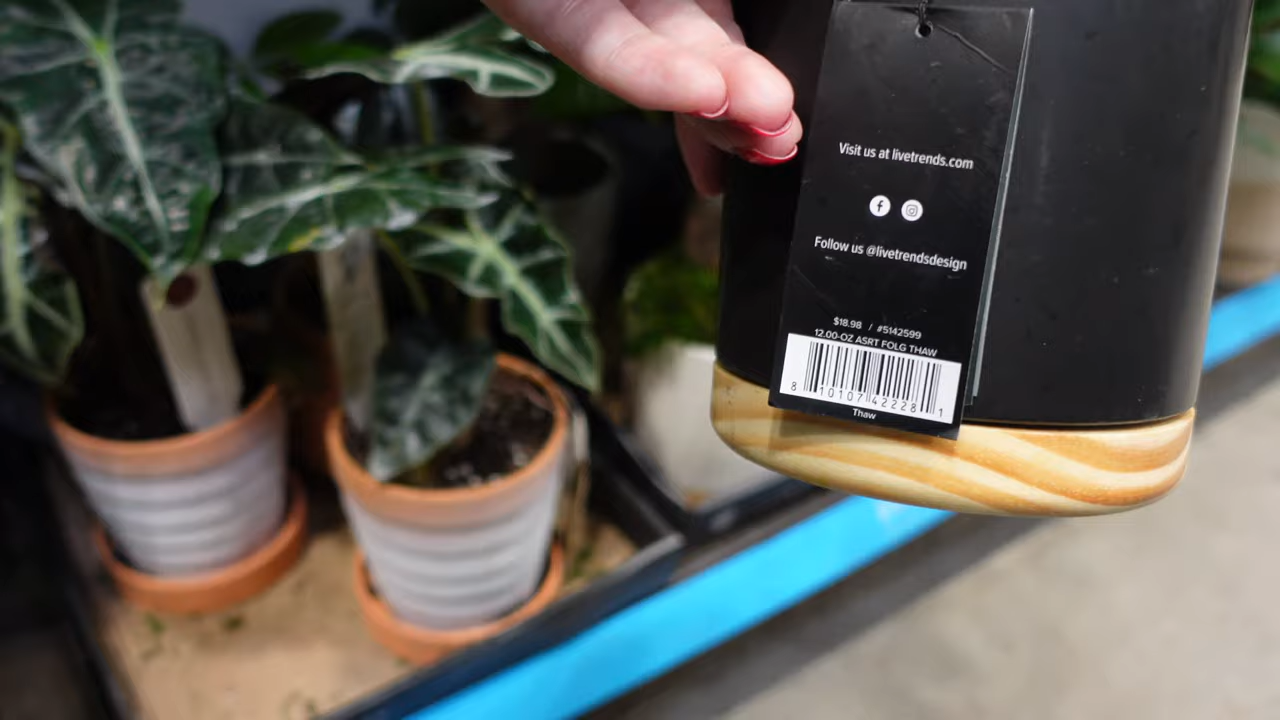 Visit us at livetrends.com
Follow us @livetrendsdesign
$18.98 / #5142599
12.00-OZ ASRT FOLG THAW
8 10107 42228 1
Thaw